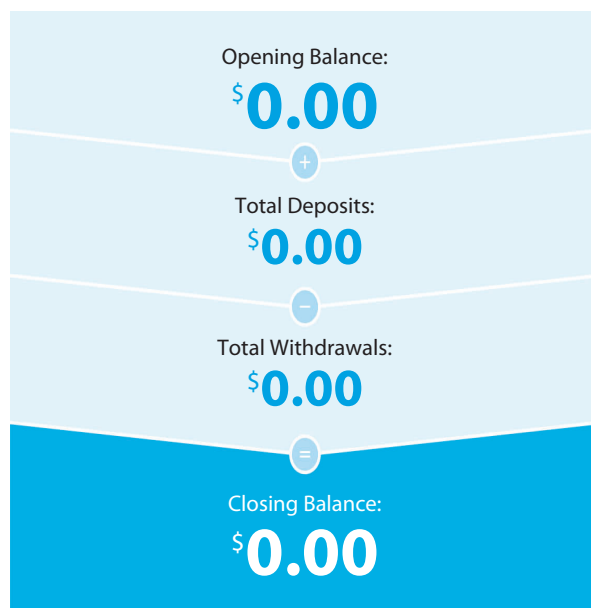 Opening Balance:
$0.00
+
Total Deposits:
$0.00
−
Total Withdrawals:
$0.00
=
Closing Balance:
$0.00